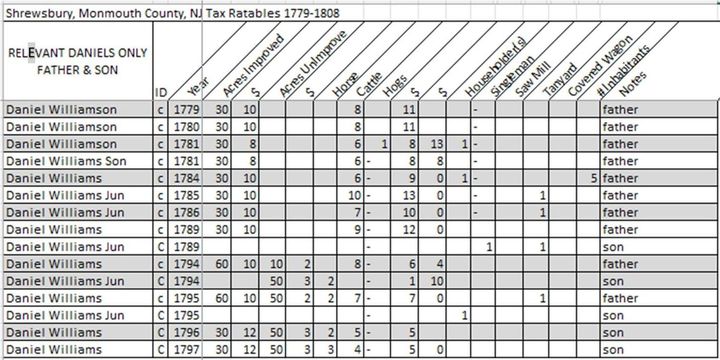 Shrewsbury, Monmouth County, NJ Tax Ratables 1779-1808
RELEVANT DANIELS ONLY
FATHER & SON
ID Year Acres Improved $ Acres UnImprove $ Horse Cattle Hogs $ $ Householder(s) Singleman Saw Mill Tanyard Covered Wagon # Inhabitants Notes
Daniel Williamson c 1779 30 10 8 11 - father
Daniel Williamson c 1780 30 10 8 11 - father
Daniel Williamson c 1781 30 8 6 1 8 13 1 - father
Daniel Williams Son c 1781 30 8 6 - 8 8 - father
Daniel Williams c 1784 30 10 6 - 9 0 1 - 5 father
Daniel Williams Jun c 1785 30 10 10 - 13 0 - 1 father
Daniel Williams Jun c 1786 30 10 7 - 10 0 - 1 father
Daniel Williams c 1789 30 10 9 - 12 0 father
Daniel Williams Jun C 1789 - 1 1 son
Daniel Williams c 1794 60 10 10 2 8 - 6 4 father
Daniel Williams Jun C 1794 50 3 2 - 1 10 son
Daniel Williams c 1795 60 10 50 2 2 7 - 7 0 1 father
Daniel Williams Jun C 1795 - 1 son
Daniel Williams C 1796 30 12 50 3 2 5 - 5 son
Daniel Williams C 1797 30 12 50 3 3 4 - 5 0 son